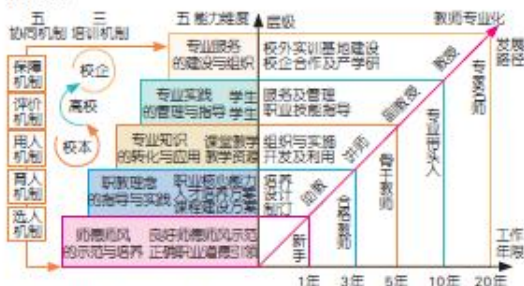 五 三 五能力维度 层级 教师专业化
协同机制 培训机制 发展
路径
保障
机制
评价
机制
用人
机制
育人
机制
选人
机制
校企
高校
校本
专业服务
的建设与组织
校外实训基地建设
校企合作及产学研
专业实践 学生
的管理与指导 学生
服务及管理
职业技能指导
专业知识 课堂教学
的转化与应用 教学资源
组织与实施
开发及利用
职教理念 职业核心能力
的指导与实践 人才培养方案
课程建设方案
培养
设计
制订
师德师风 良好师德师风示范
的示范与培养 正确职业道德引领
助教
讲师
副教授
教授
新手
合格教师
骨干教师
专业带头人
专家名师
工作
年限
1年 3年 5年 10年 20年